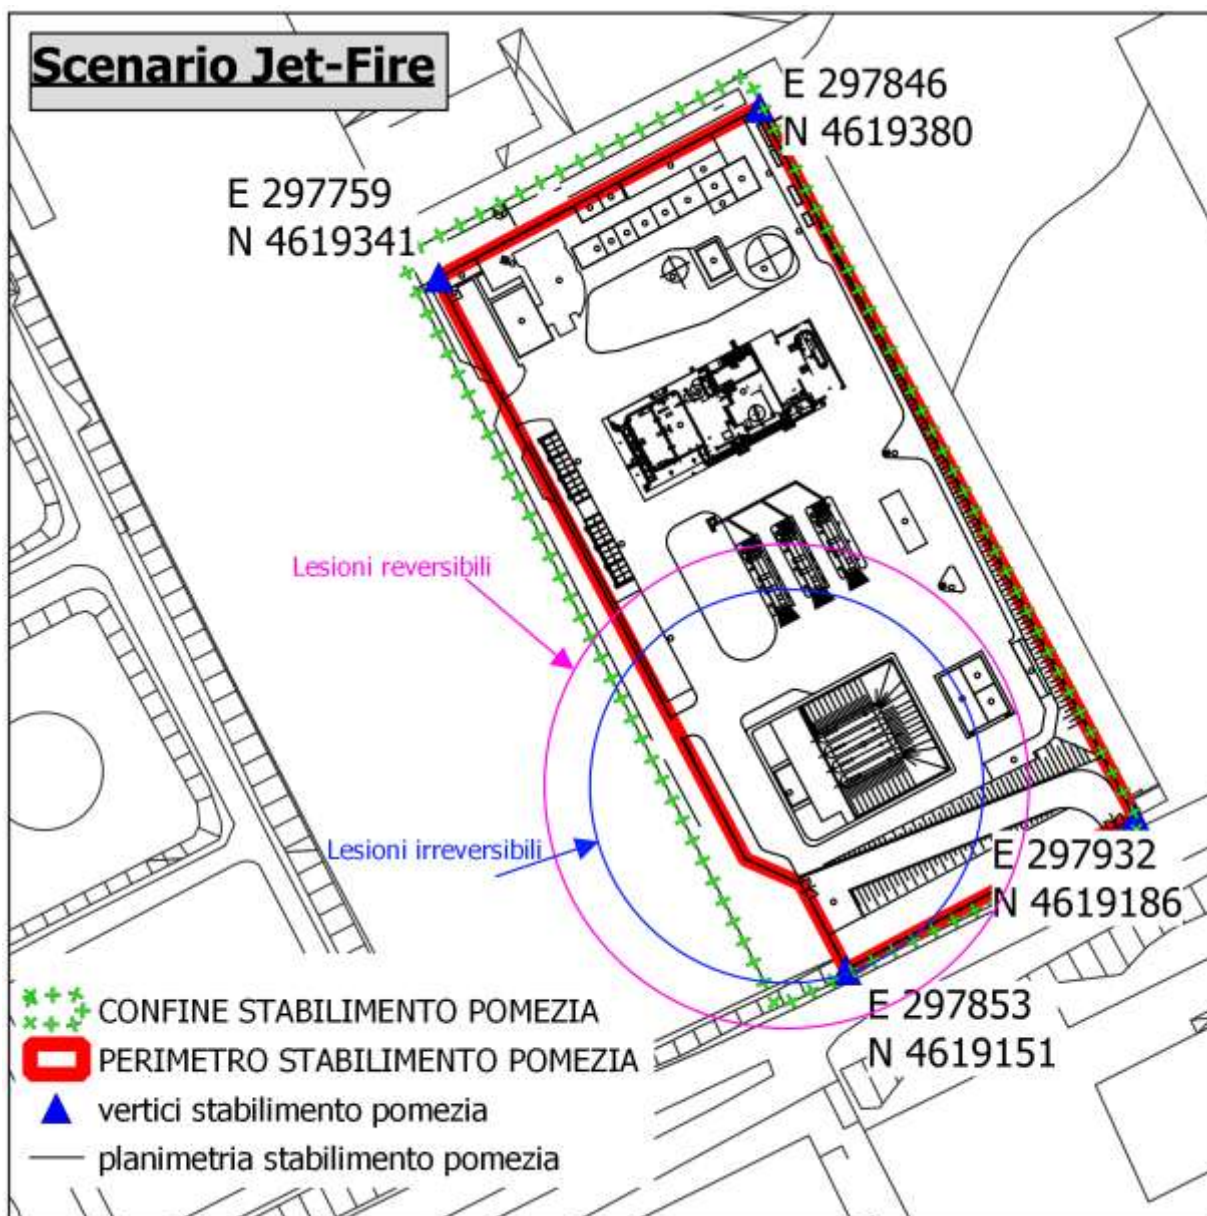 Scenario Jet-Fire
E 297846
N 4619380
E 297759
N 4619341
Lesioni reversibili
Lesioni irreversibili
E 297932
N 4619186
E 297853
N 4619151
CONFINE STABILIMENTO POMEZIA
PERIMETRO STABILIMENTO POMEZIA
vertici stabilimento pomezia
planimetria stabilimento pomezia